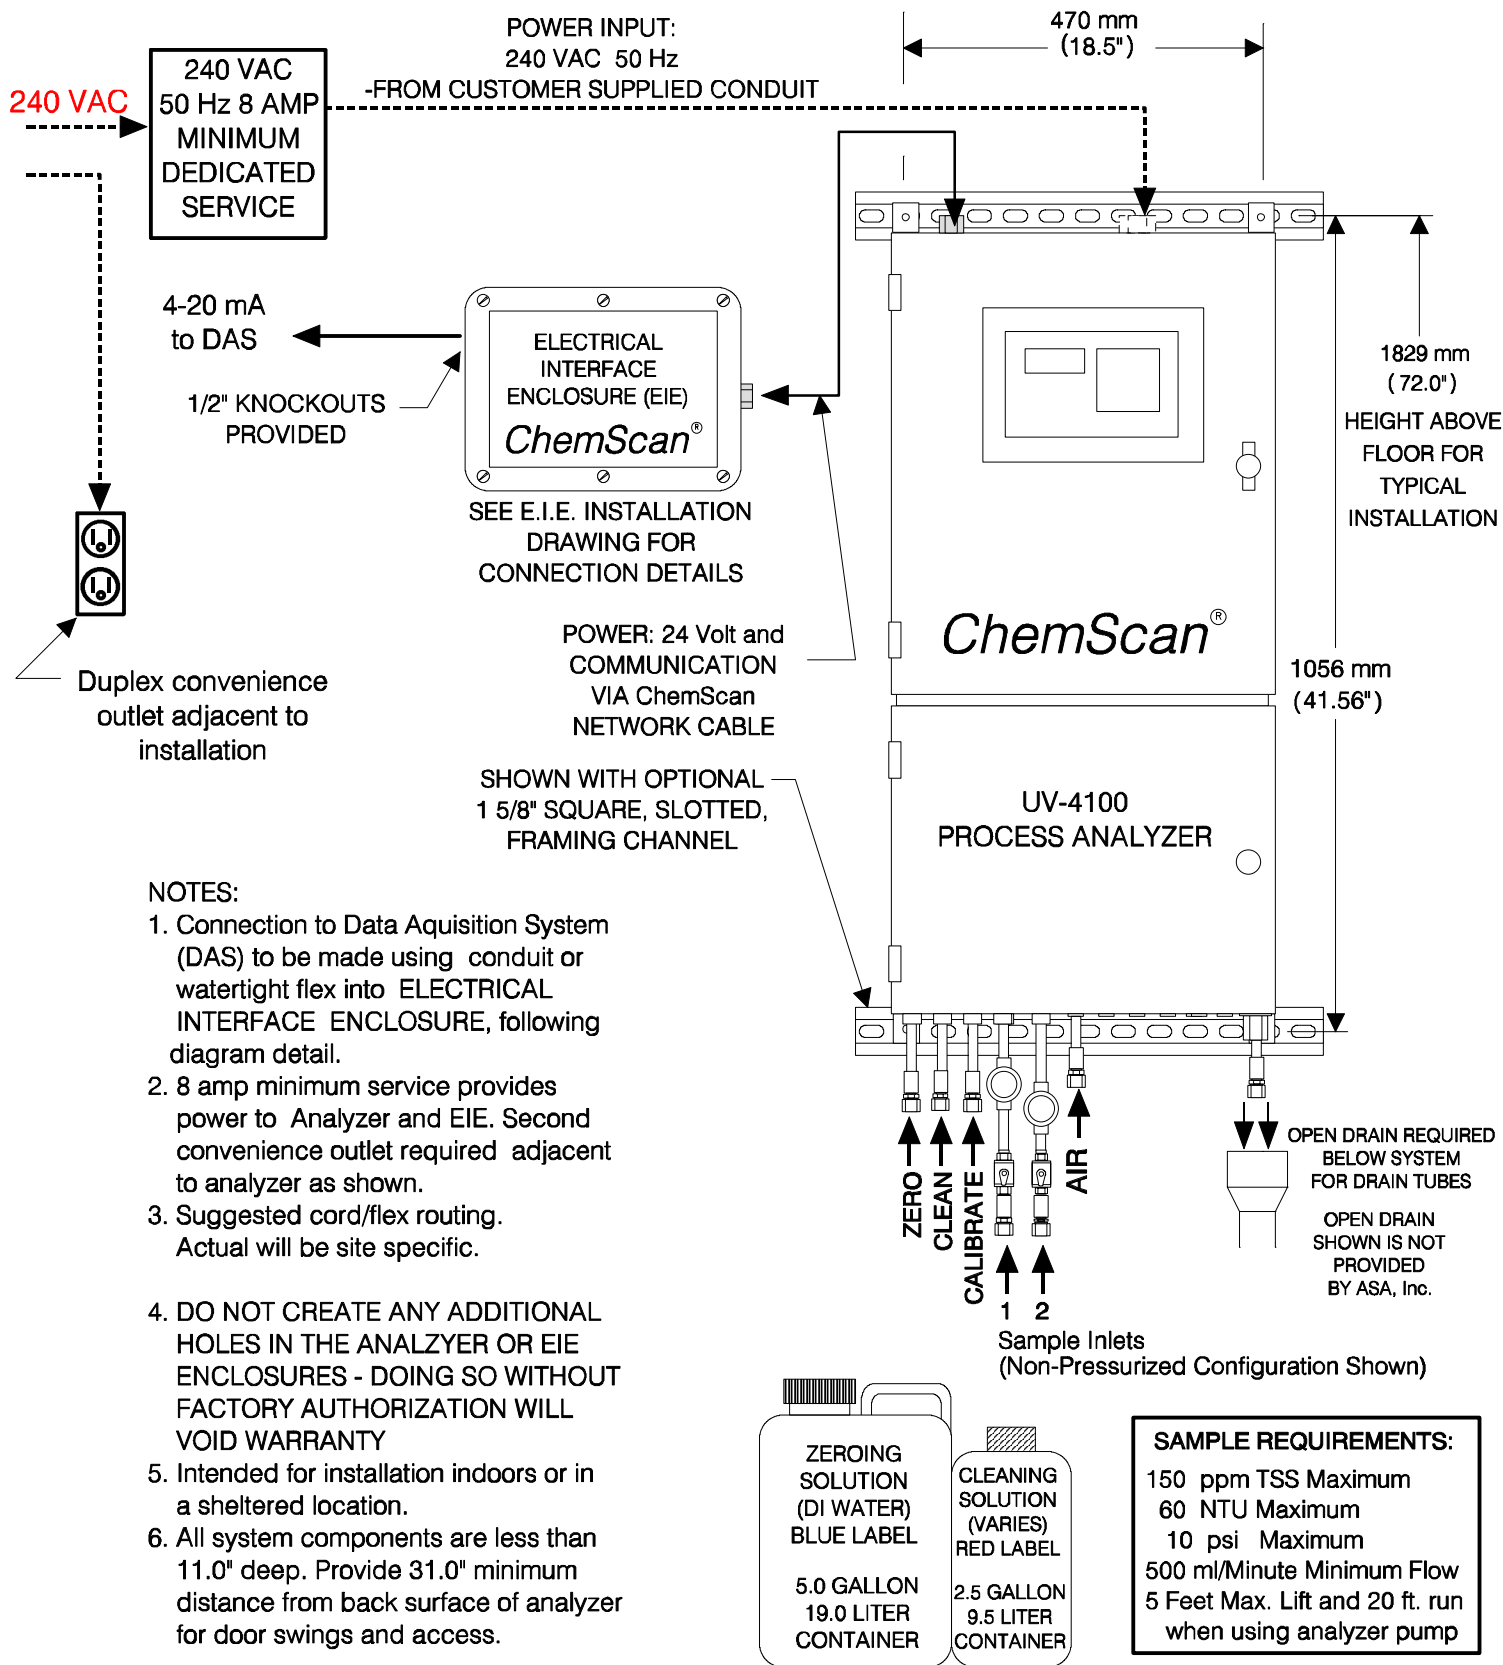 POWER INPUT:
240 VAC  50 Hz
-FROM CUSTOMER SUPPLIED CONDUIT
470 mm
(18.5")
240 VAC
240 VAC
50 Hz 8 AMP
MINIMUM
DEDICATED
SERVICE
4-20 mA
to DAS
1/2" KNOCKOUTS
PROVIDED
ELECTRICAL
INTERFACE
ENCLOSURE (EIE)
ChemScan®
SEE E.I.E. INSTALLATION
DRAWING FOR
CONNECTION DETAILS
1829 mm
( 72.0")
HEIGHT ABOVE
FLOOR FOR
TYPICAL
INSTALLATION
Duplex convenience
outlet adjacent to
installation
POWER: 24 Volt and
COMMUNICATION
VIA ChemScan
NETWORK CABLE
ChemScan®
1056 mm
(41.56")
SHOWN WITH OPTIONAL
1 5/8" SQUARE, SLOTTED,
FRAMING CHANNEL
UV-4100
PROCESS ANALYZER
NOTES:
1. Connection to Data Aquisition System
(DAS) to be made using  conduit or
watertight flex into  ELECTRICAL
INTERFACE  ENCLOSURE, following
diagram detail.
2. 8 amp minimum service provides
power to  Analyzer and EIE. Second
convenience outlet required  adjacent
to analyzer as shown.
3. Suggested cord/flex routing.
Actual will be site specific.
4. DO NOT CREATE ANY ADDITIONAL
HOLES IN THE ANALZYER OR EIE
ENCLOSURES - DOING SO WITHOUT
FACTORY AUTHORIZATION WILL
VOID WARRANTY
5. Intended for installation indoors or in
a sheltered location.
6. All system components are less than
11.0" deep. Provide 31.0" minimum
distance from back surface of analyzer
for door swings and access.
ZERO
CLEAN
CALIBRATE
AIR
1
2
Sample Inlets
(Non-Pressurized Configuration Shown)
OPEN DRAIN REQUIRED
BELOW SYSTEM
FOR DRAIN TUBES
OPEN DRAIN
SHOWN IS NOT
PROVIDED
BY ASA, Inc.
ZEROING
SOLUTION
(DI WATER)
BLUE LABEL
5.0 GALLON
19.0 LITER
CONTAINER
CLEANING
SOLUTION
(VARIES)
RED LABEL
2.5 GALLON
9.5 LITER
CONTAINER
SAMPLE REQUIREMENTS:
150  ppm TSS Maximum
60  NTU Maximum
10  psi   Maximum
500 ml/Minute Minimum Flow
5 Feet Max. Lift and 20 ft. run
when using analyzer pump